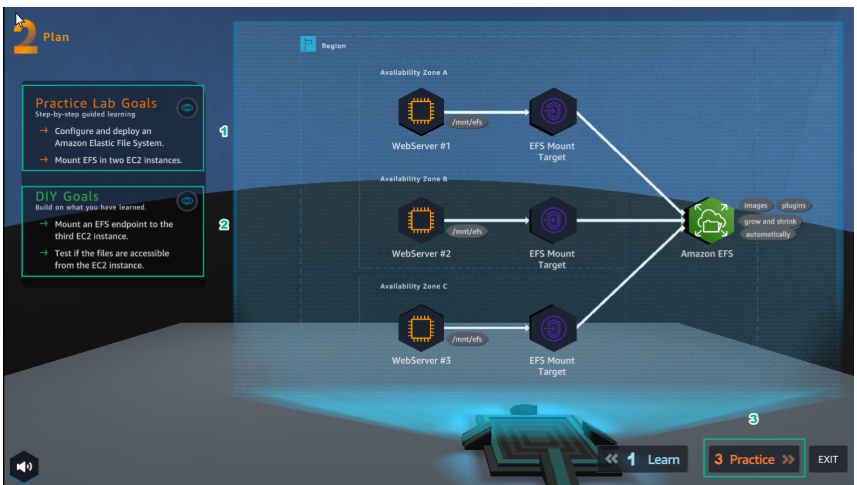 2 Plan
Region
Availability Zone A
Practice Lab Goals
Step-by-step guided learning
→ Configure and deploy an
Amazon Elastic File System.
→ Mount EFS in two EC2 instances.
1
/mnt/efs
WebServer #1
EFS Mount
Target
Availability Zone B
DIY Goals
Build on what you have learned.
→ Mount an EFS endpoint to the
third EC2 instance.
→ Test if the files are accessible
from the EC2 instance.
2
/mnt/efs
WebServer #2
EFS Mount
Target
images
plugins
grow and shrink
automatically
Amazon EFS
Availability Zone C
/mnt/efs
WebServer #3
EFS Mount
Target
3
1 Learn
3 Practice
EXIT